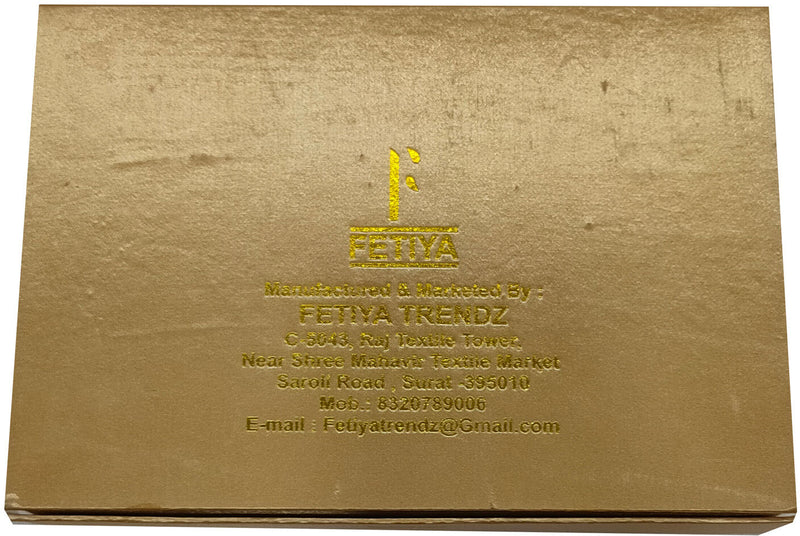 FETIYA
Manufactured & Marketed By :
FETIYA TRENDZ
C-5043, Raj Textile Tower,
Near Shree Mahavir Textile Market
Saroli Road , Surat -395010
Mob.: 8320789006
E-mail : Fetiyatrendz@Gmail.com